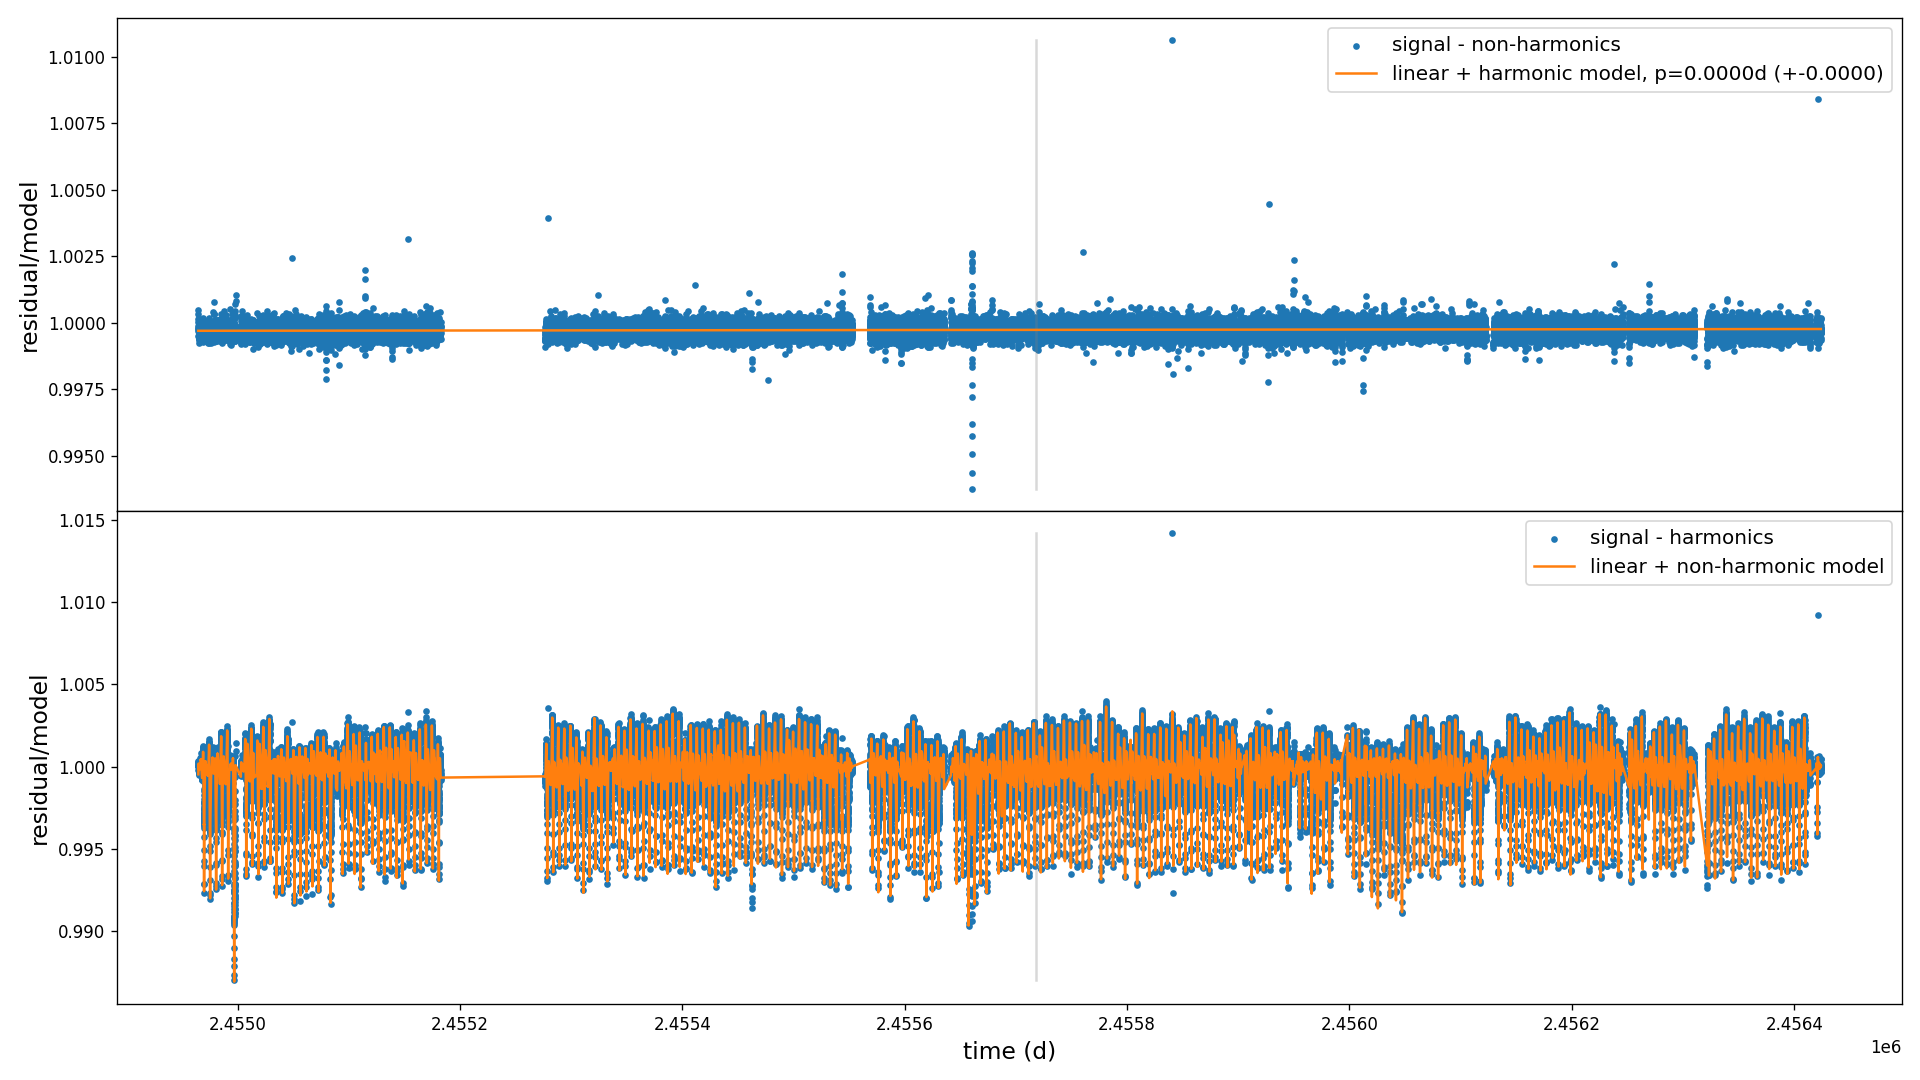 signal - non-harmonics
linear + harmonic model, p=0.0000d (+-0.0000)
residual/model
1.0100
1.0075
1.0050
1.0025
1.0000
0.9975
0.9950
signal - harmonics
linear + non-harmonic model
residual/model
1.015
1.010
1.005
1.000
0.995
0.990
2.4550
2.4552
2.4554
2.4556
2.4558
2.4560
2.4562
2.4564
1e6
time (d)